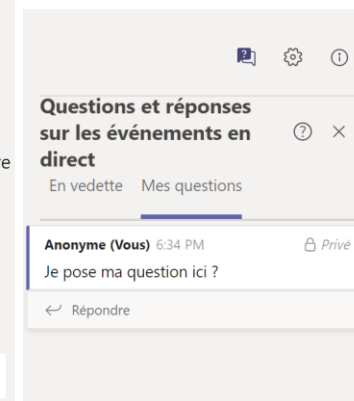 Questions et réponses
sur les événements en
direct
En vedette Mes questions
Anonyme (Vous) 6:34 PM Privé
Je pose ma question ici ?
Répondre